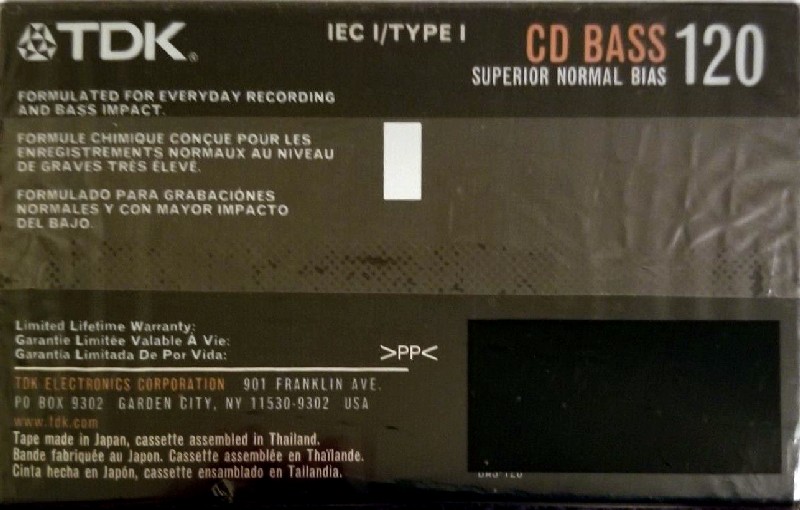 TDK®
IEC I/TYPE I
CD BASS 120
SUPERIOR NORMAL BIAS
FORMULATED FOR EVERYDAY RECORDING
AND BASS IMPACT.
FORMULE CHIMIQUE CONÇUE POUR LES
ENREGISTREMENTS NORMAUX AU NIVEAU
DE GRAVES TRÈS ÉLEVÉ.
FORMULADO PARA GRABACIÓNES
NORMALES Y CON MAYOR IMPACTO
DEL BAJO.
Limited Lifetime Warranty:
Garantie Limitée Valable À Vie:
Garantia Limitada De Por Vida:
>PP<
TDK ELECTRONICS CORPORATION 901 FRANKLIN AVE.
PO BOX 9302 GARDEN CITY, NY 11530-9302 USA
www.tdk.com
Tape made in Japan, cassette assembled in Thailand.
Bande fabriquée au Japon. Cassette assemblée en Thaïlande.
Cinta hecha en Japón, cassette ensamblado en Tailandia.